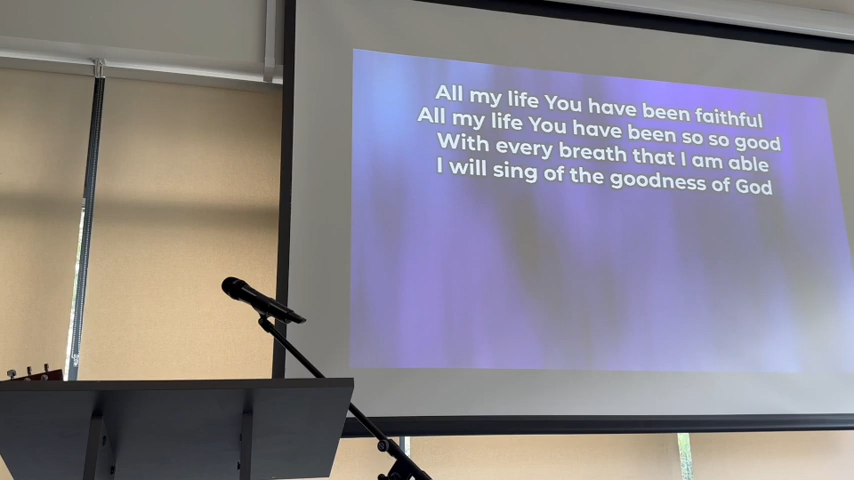 All my life You have been faithful
All my life You have been so so good
With every breath that I am able
I will sing of the goodness of God